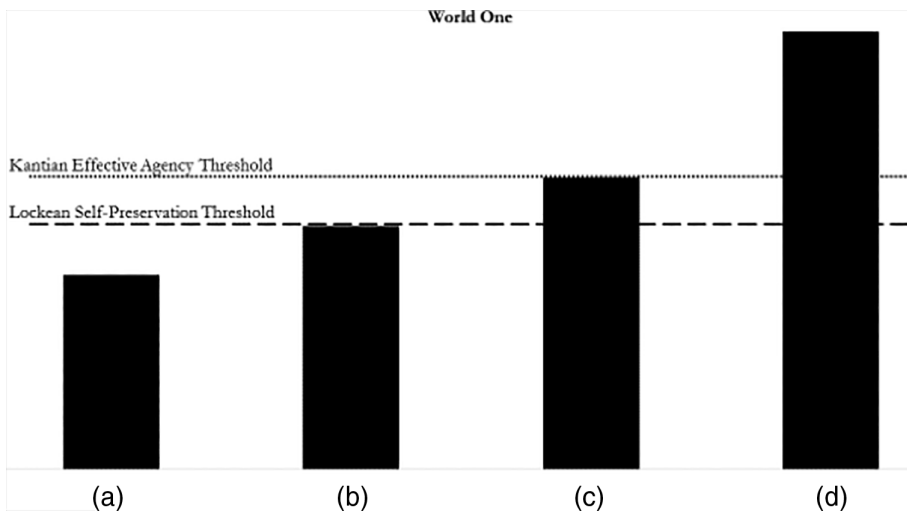 World One
Kantian Effective Agency Threshold
Lockean Self-Preservation Threshold
(a) (b) (c) (d)